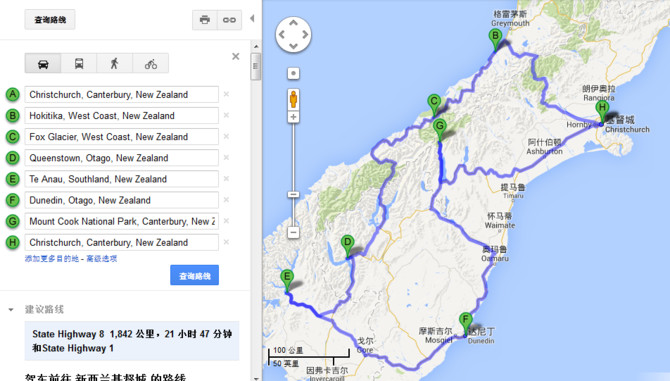 查询路线
A Christchurch, Canterbury, New Zealand
B Hokitika, West Coast, New Zealand
C Fox Glacier, West Coast, New Zealand
D Queenstown, Otago, New Zealand
E Te Anau, Southland, New Zealand
F Dunedin, Otago, New Zealand
G Mount Cook National Park, Canterbury, New Z
H Christchurch, Canterbury, New Zealand
添加更多目的地 - 高级选项
查询路线
建议路线
State Highway 8 1,842 公里，21 小时 47 分钟
和State Highway 1
驾车前往 新西兰基督城 的路线
格雷茅斯
Greymouth
B
朗伊奥拉
Rangiora
C
H
G
Hornby
基督城
Christchurch
阿什伯顿
Ashburton
提马鲁
Timaru
怀马蒂
Waimate
D
奥玛鲁
Oamaru
E
F
摩斯吉尔
Mosgiel
达尼丁
Dunedin
戈尔
Gore
100 公里
50 英里
因弗卡吉尔
Invercargill